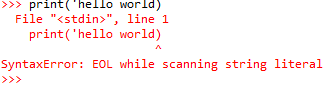 >>> print('hello world)
  File "<stdin>", line 1
    print('hello world)
                      ^
SyntaxError: EOL while scanning string literal
>>>